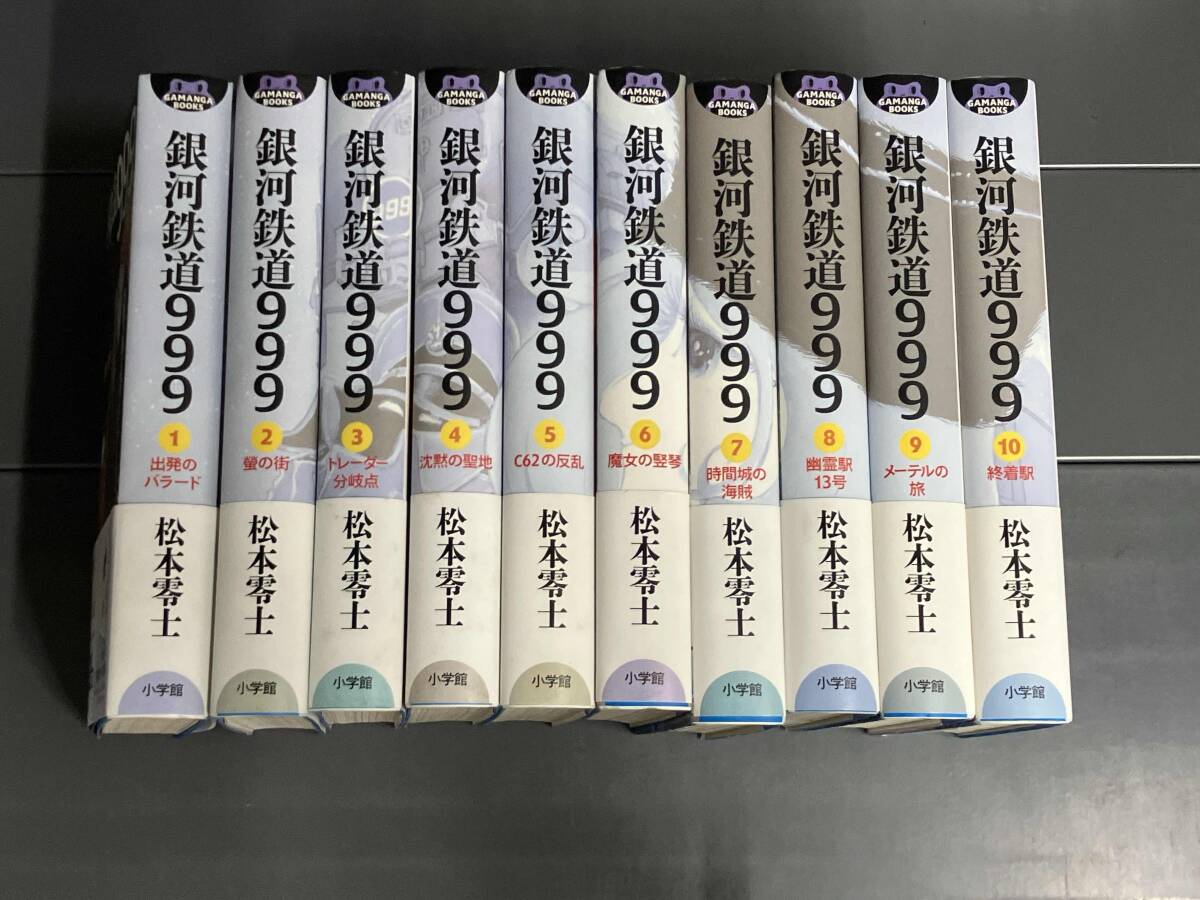 GAMANGA
BOOKS
銀河鉄道999
1
出発の
バラード
松本零士
小学館
GAMANGA
BOOKS
銀河鉄道999
2
螢の街
松本零士
小学館
GAMANGA
BOOKS
銀河鉄道999
3
トレーダー
分岐点
松本零士
小学館
GAMANGA
BOOKS
銀河鉄道999
4
沈黙の聖地
松本零士
小学館
GAMANGA
BOOKS
銀河鉄道999
5
C62の反乱
松本零士
小学館
GAMANGA
BOOKS
銀河鉄道999
6
魔女の竪琴
松本零士
小学館
GAMANGA
BOOKS
銀河鉄道999
7
時間城の
海賊
松本零士
小学館
GAMANGA
BOOKS
銀河鉄道999
8
幽霊駅
13号
松本零士
小学館
GAMANGA
BOOKS
銀河鉄道999
9
メーテルの
旅
松本零士
小学館
GAMANGA
BOOKS
銀河鉄道999
10
終着駅
松本零士
小学館